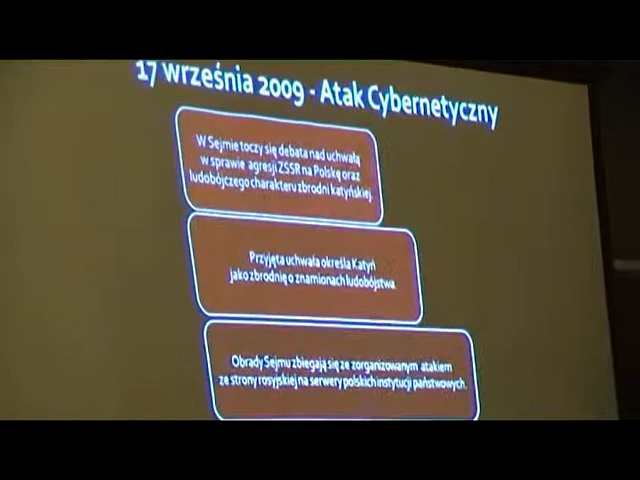 17 września 2009 - Atak Cybernetyczny
W Sejmie toczy się debata nad uchwałą
w sprawie agresji ZSSR na Polskę oraz
ludobójczego charakteru zbrodni katyńskiej.
Przyjęta uchwała określa Katyń
jako zbrodnię o znamionach ludobójstwa.
Obrady Sejmu zbiegają się ze zorganizowanym atakiem
ze strony rosyjskiej na serwery polskich instytucji państwowych.